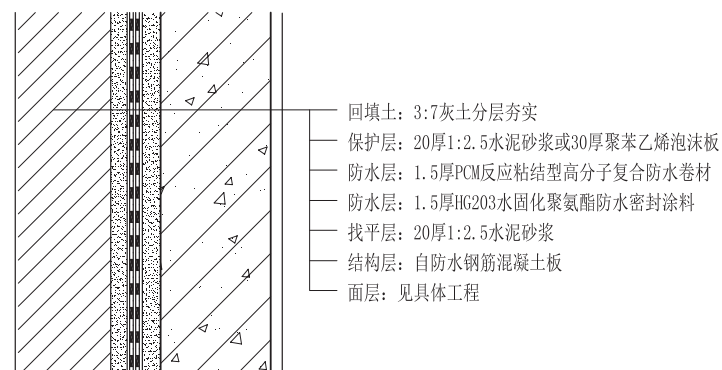 回填土：3:7灰土分层夯实
保护层：20厚1:2.5水泥砂浆或30厚聚苯乙烯泡沫板
防水层：1.5厚PCM反应粘结型高分子复合防水卷材
防水层：1.5厚HG203水固化聚氨酯防水密封涂料
找平层：20厚1:2.5水泥砂浆
结构层：自防水钢筋混凝土板
面层：见具体工程